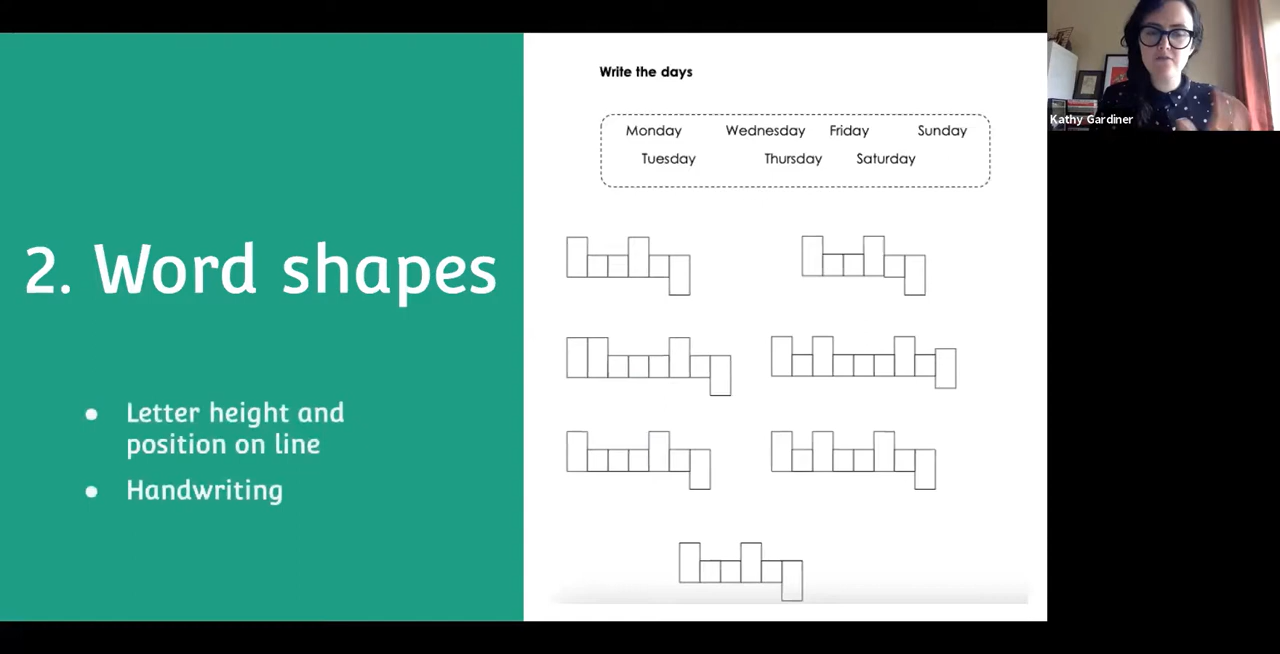 2. Word shapes
● Letter height and
position on line
● Handwriting
Write the days
Monday Wednesday Friday Sunday
Tuesday Thursday Saturday
Kathy Gardiner